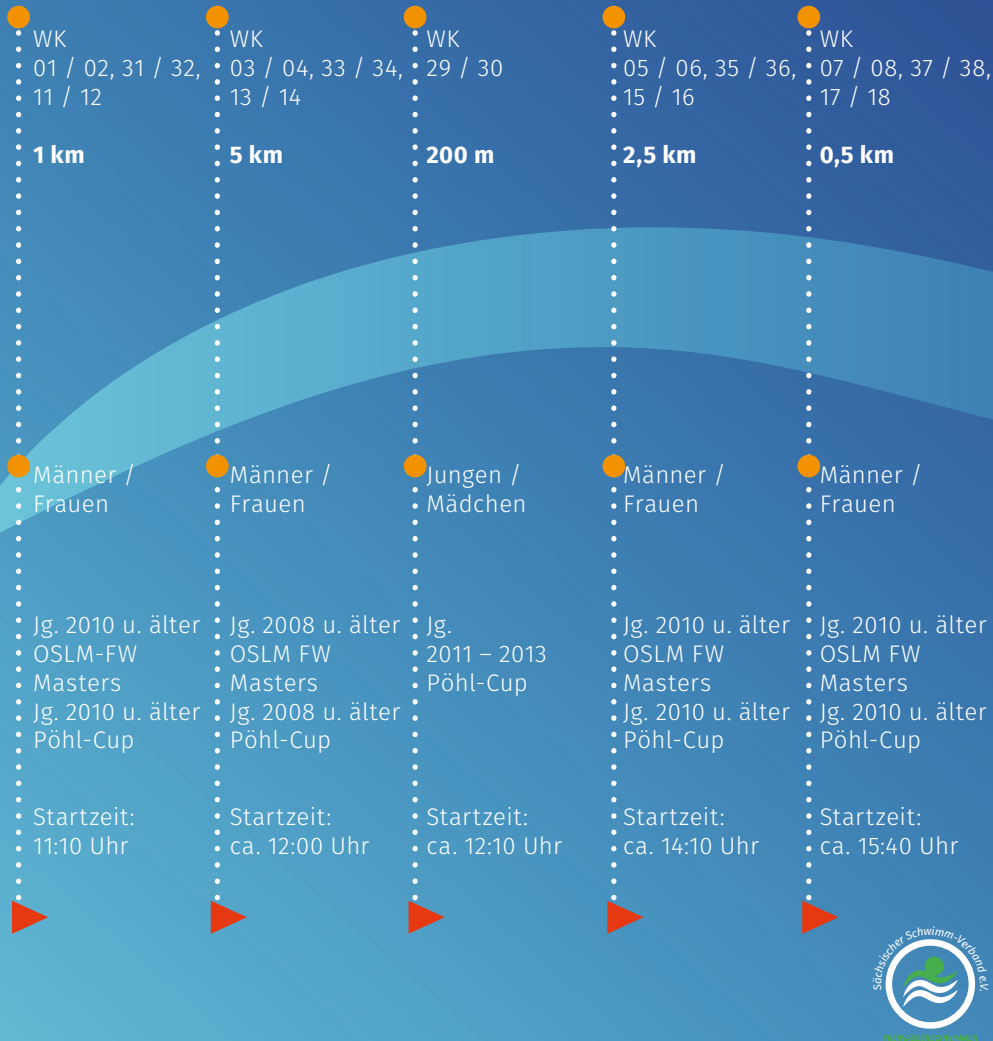 WK
01 / 02, 31 / 32,
11 / 12
1 km
Männer /
Frauen
Jg. 2010 u. älter
OSLM-FW
Masters
Jg. 2010 u. älter
Pöhl-Cup
Startzeit:
11:10 Uhr
WK
03 / 04, 33 / 34,
13 / 14
5 km
Männer /
Frauen
Jg. 2008 u. älter
OSLM FW
Masters
Jg. 2008 u. älter
Pöhl-Cup
Startzeit:
ca. 12:00 Uhr
WK
29 / 30
200 m
Jungen /
Mädchen
Jg.
2011 – 2013
Pöhl-Cup
Startzeit:
ca. 12:10 Uhr
WK
05 / 06, 35 / 36,
15 / 16
2,5 km
Männer /
Frauen
Jg. 2010 u. älter
OSLM FW
Masters
Jg. 2010 u. älter
Pöhl-Cup
Startzeit:
ca. 14:10 Uhr
WK
07 / 08, 37 / 38,
17 / 18
0,5 km
Männer /
Frauen
Jg. 2010 u. älter
OSLM FW
Masters
Jg. 2010 u. älter
Pöhl-Cup
Startzeit:
ca. 15:40 Uhr
Sächsischer Schwimm-Verband e.V.